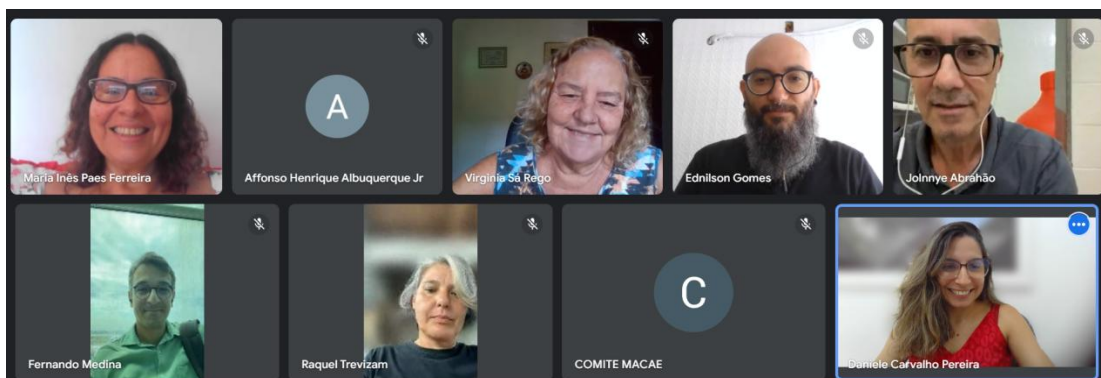 Maria Inês Paes Ferreira
A
Affonso Henrique Albuquerque Jr
Virginia Sá Rego
Ednilson Gomes
Jolnnye Abrahão
Fernando Medina
Raquel Trevizam
C
COMITE MACAE
Daniele Carvalho Pereira